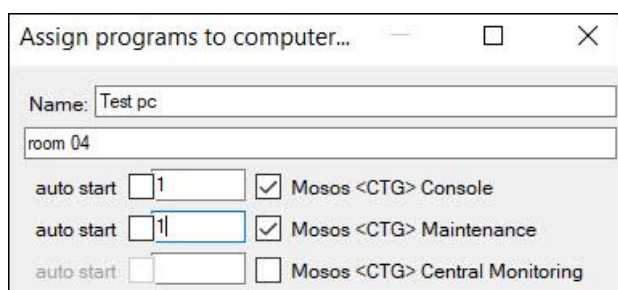 Assign programs to computer...
Name: Test pc
room 04
auto start 1 Mosos <CTG> Console
auto start 1 Mosos <CTG> Maintenance
auto start Mosos <CTG> Central Monitoring